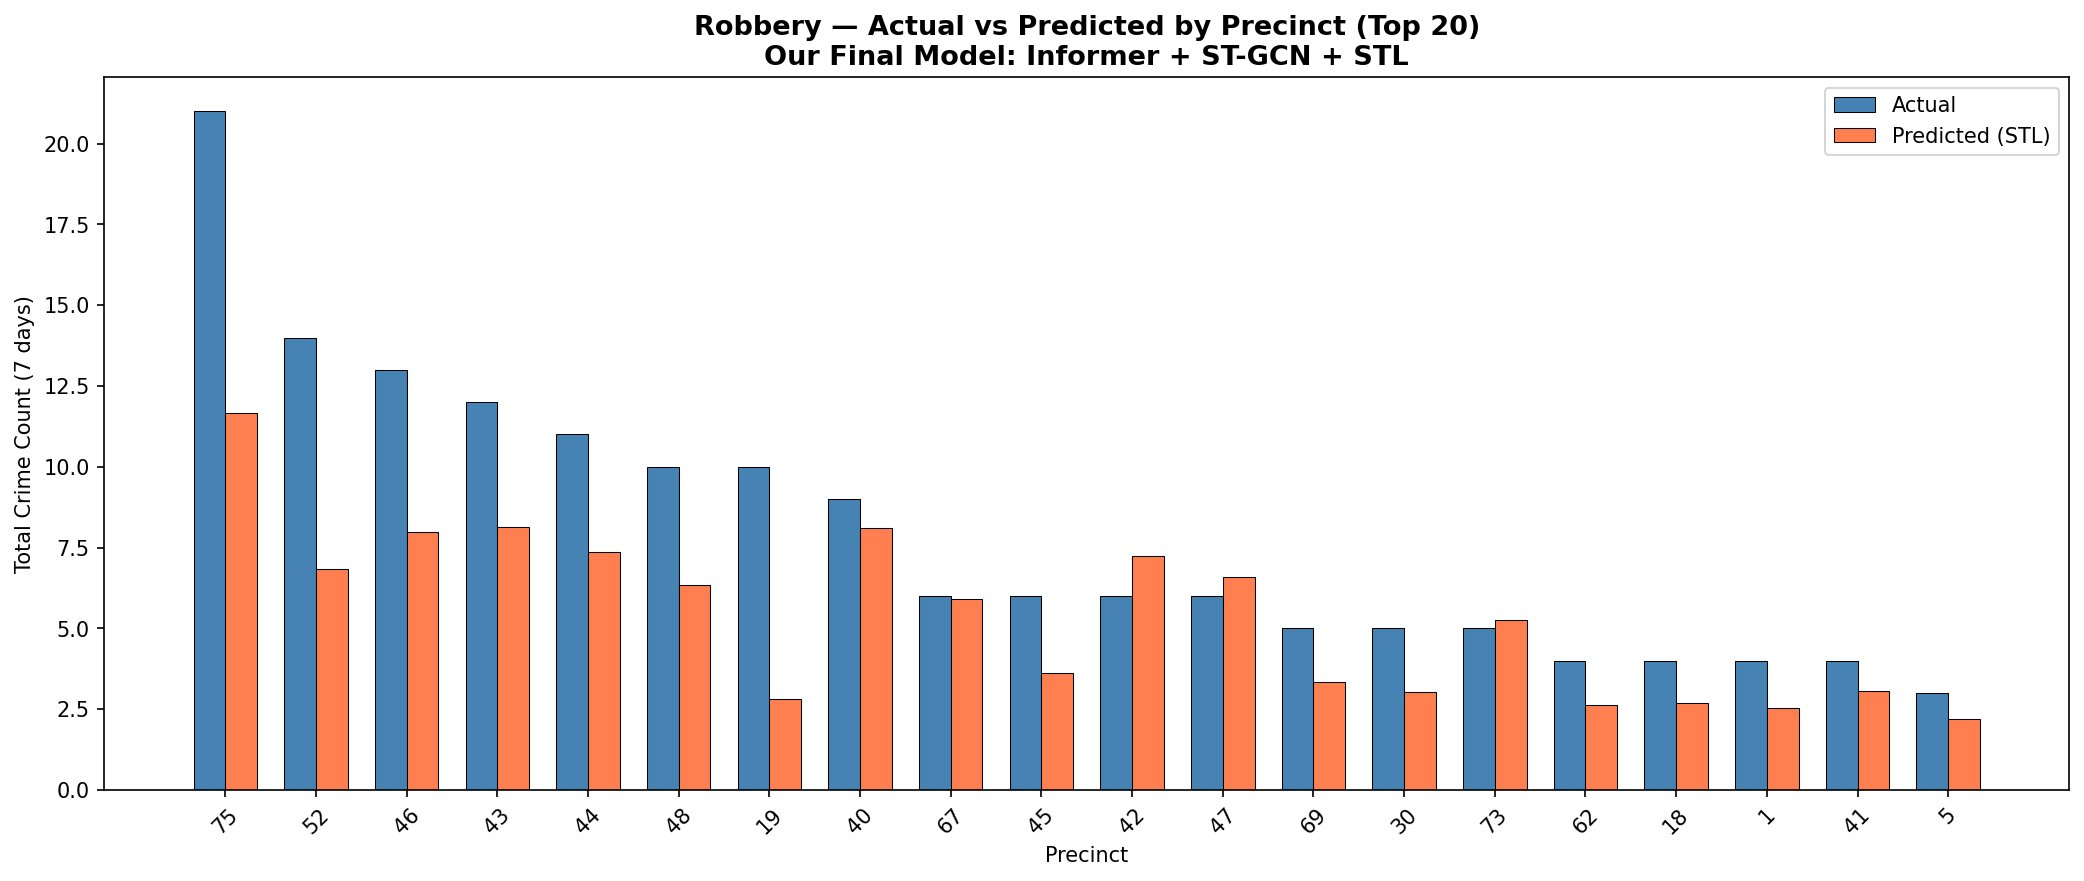 Robbery — Actual vs Predicted by Precinct (Top 20)
Our Final Model: Informer + ST-GCN + STL
Actual
Predicted (STL)
Total Crime Count (7 days)
20.0
17.5
15.0
12.5
10.0
7.5
5.0
2.5
0.0
75 52 46 43 44 48 19 40 67 45 42 47 69 30 73 62 18 1 41 5
Precinct